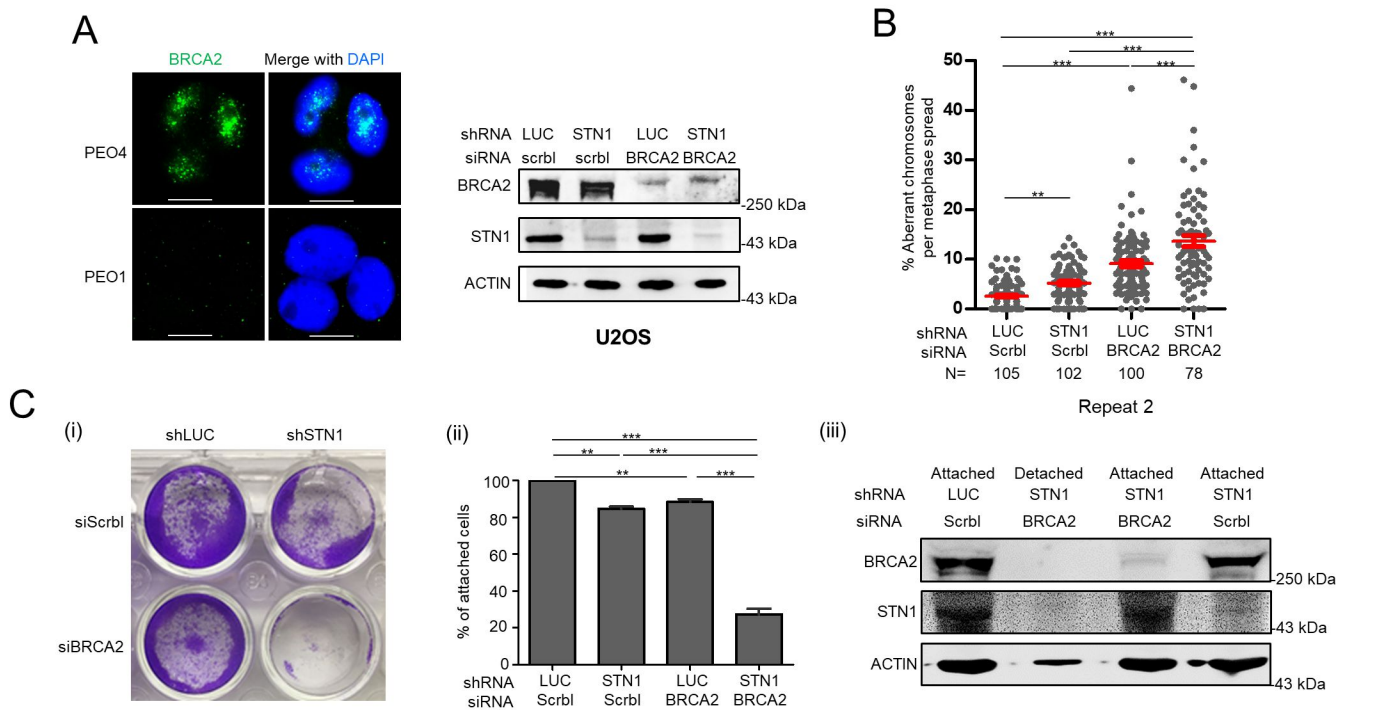 A
BRCA2 Merge with DAPI
PEO4
PEO1
shRNA LUC STN1 LUC STN1
siRNA scrbl scrbl BRCA2 BRCA2
BRCA2
-250 kDa
STN1
-43 kDa
ACTIN
-43 kDa
U2OS
B
*** 
***
*** ***
**
% Aberrant chromosomes
per metaphase spread
50
40
30
20
10
0
shRNA LUC STN1 LUC STN1
siRNA Scrbl Scrbl BRCA2 BRCA2
N= 105 102 100 78
Repeat 2
C
(i)
shLUC shSTN1
siScrbl
siBRCA2
(ii)
***
** ***
** ***
% of attached cells
100
80
60
40
20
0
shRNA LUC STN1 LUC STN1
siRNA Scrbl Scrbl BRCA2 BRCA2
(iii)
Attached Detached Attached Attached
shRNA LUC STN1 STN1 STN1
siRNA Scrbl BRCA2 BRCA2 Scrbl
BRCA2
-250 kDa
STN1
-43 kDa
ACTIN
-43 kDa